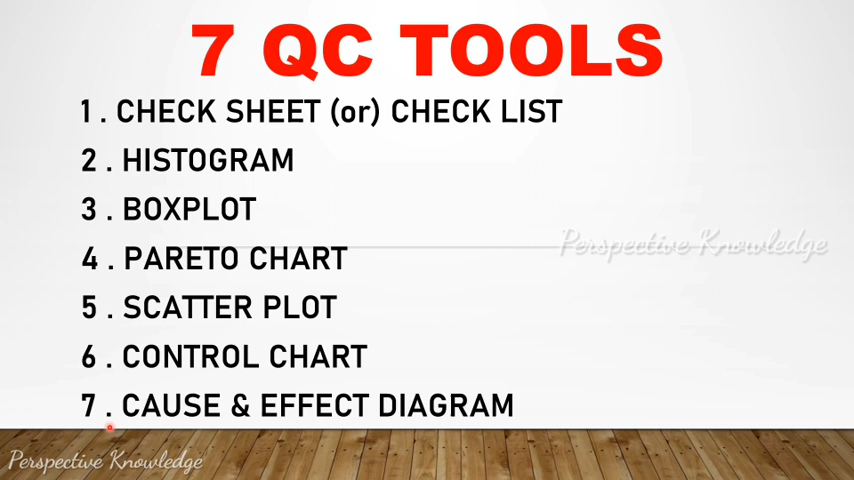 7 QC TOOLS
1 . CHECK SHEET (or) CHECK LIST
2 . HISTOGRAM
3 . BOXPLOT
Perspective Knowledge
4 . PARETO CHART
5 . SCATTER PLOT
6 . CONTROL CHART
7 . CAUSE & EFFECT DIAGRAM
Perspective Knowledge